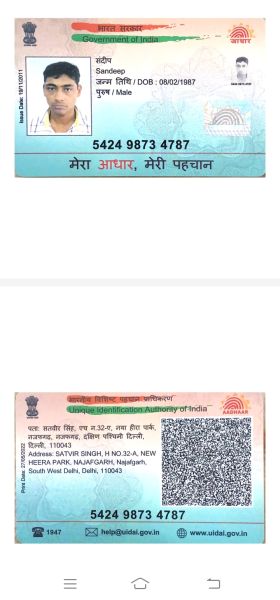 भारत सरकार
Government of India
आधार
Issue Date: 19/11/2011
संदीप
Sandeep
जन्म तिथि / DOB : 08/02/1987
पुरुष / Male
5424 9873 4787
मेरा आधार, मेरी पहचान
भारतीय विशिष्ट पहचान प्राधिकरण
Unique Identification Authority of India
AADHAAR
Print Date: 27/05/2022
पता: सतवीर सिंह, एच न.32-ए, नया हीरा पार्क,
नजफगढ़, नजफगढ़, दक्षिण पश्चिमी दिल्ली,
दिल्ली, 110043
Address: SATVIR SINGH, H NO.32-A, NEW
HEERA PARK, NAJAFGARH, Najafgarh,
South West Delhi, Delhi, 110043
5424 9873 4787
1947 help@uidai.gov.in www.uidai.gov.in